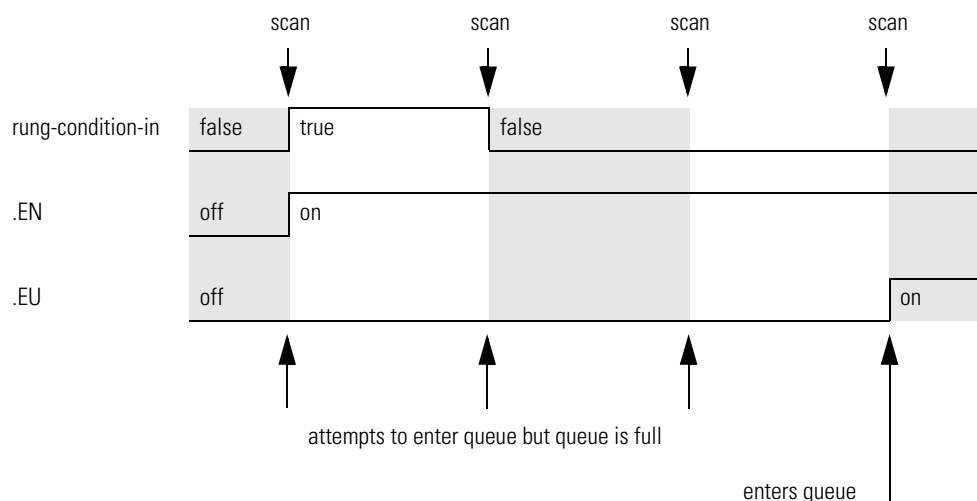 scan scan scan scan
rung-condition-in false true false
.EN off on
.EU off on
attempts to enter queue but queue is full
enters queue